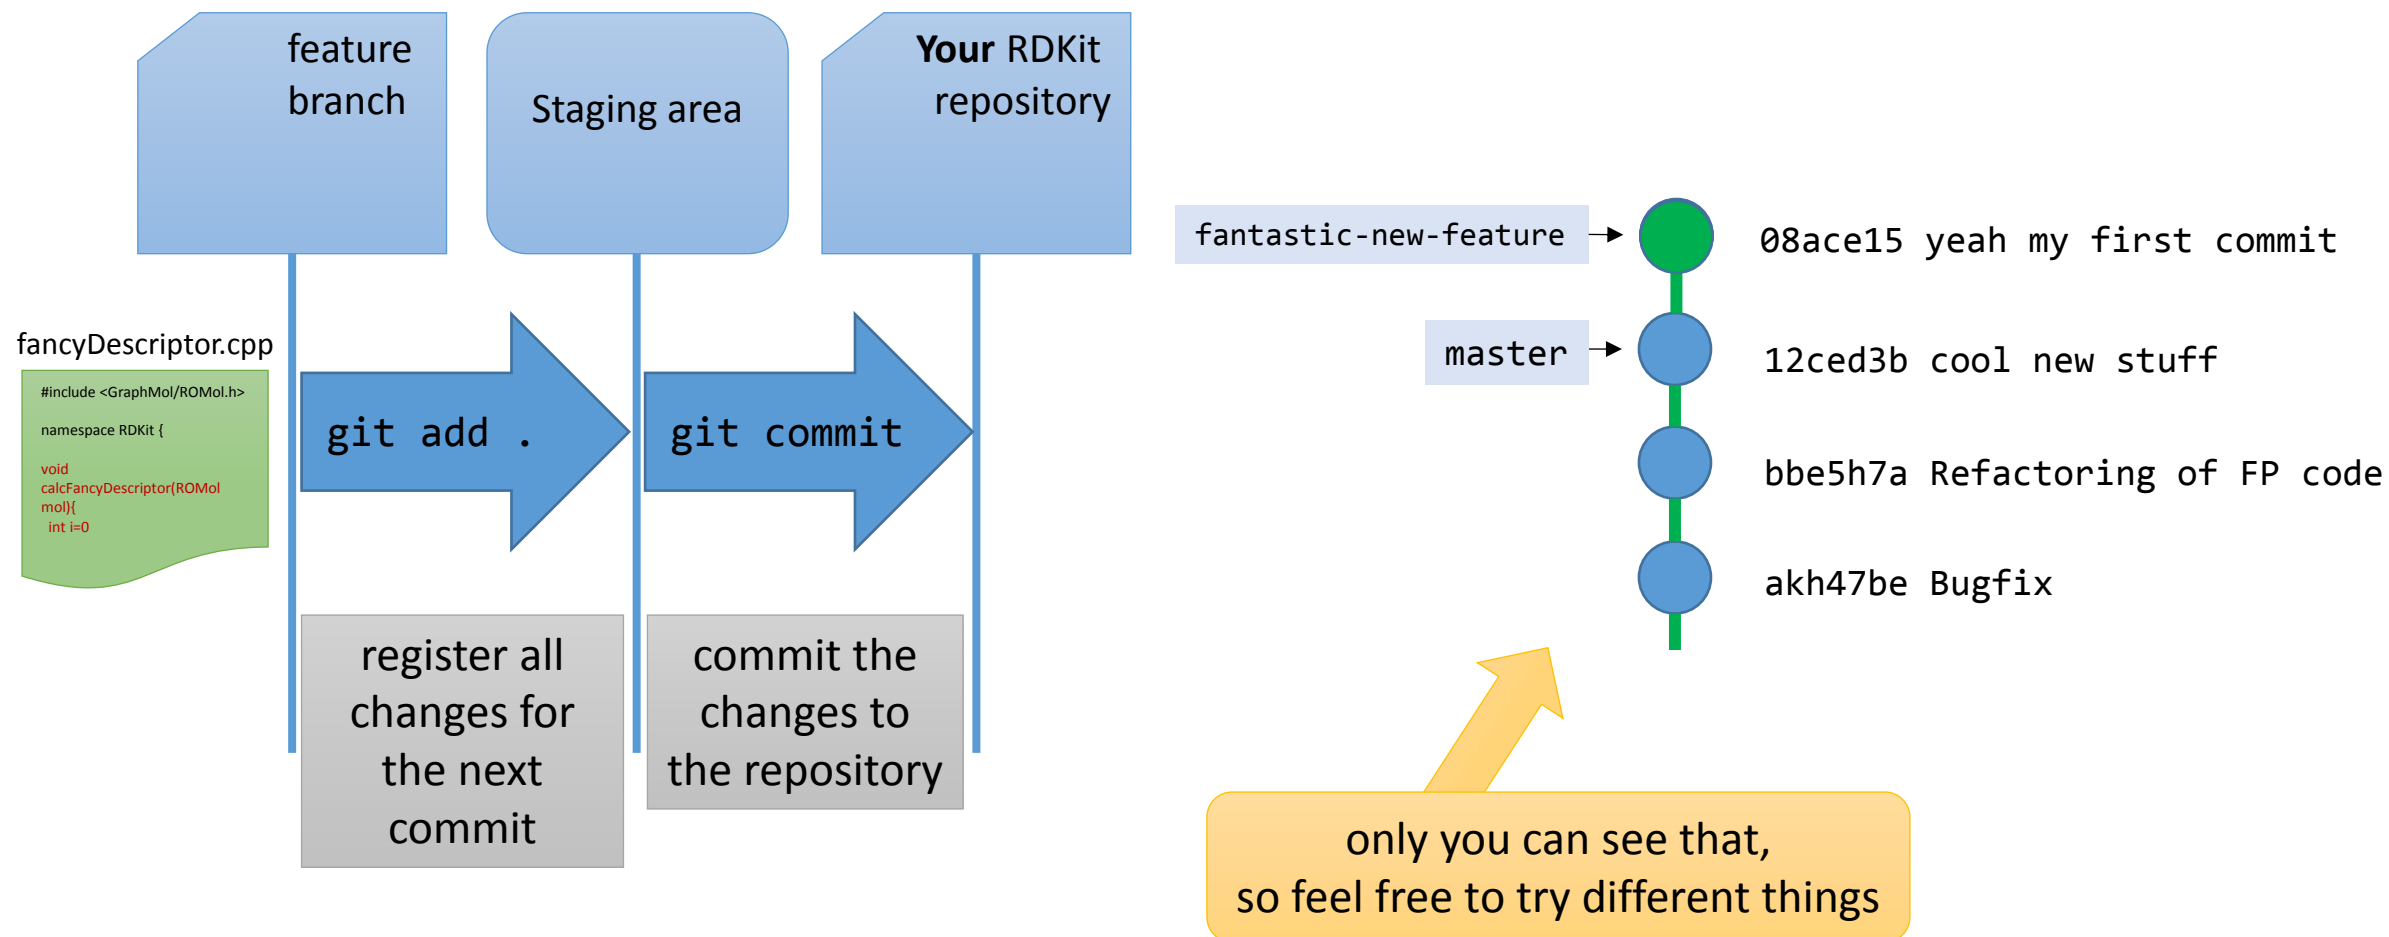 feature
branch
Staging area
Your RDKit
repository
fancyDescriptor.cpp
#include <GraphMol/ROMol.h>
namespace RDKit {
void
calcFancyDescriptor(ROMol
mol){
int i=0
git add .
git commit
register all
changes for
the next
commit
commit the
changes to
the repository
fantastic-new-feature
08ace15 yeah my first commit
master
12ced3b cool new stuff
bbe5h7a Refactoring of FP code
akh47be Bugfix
only you can see that,
so feel free to try different things